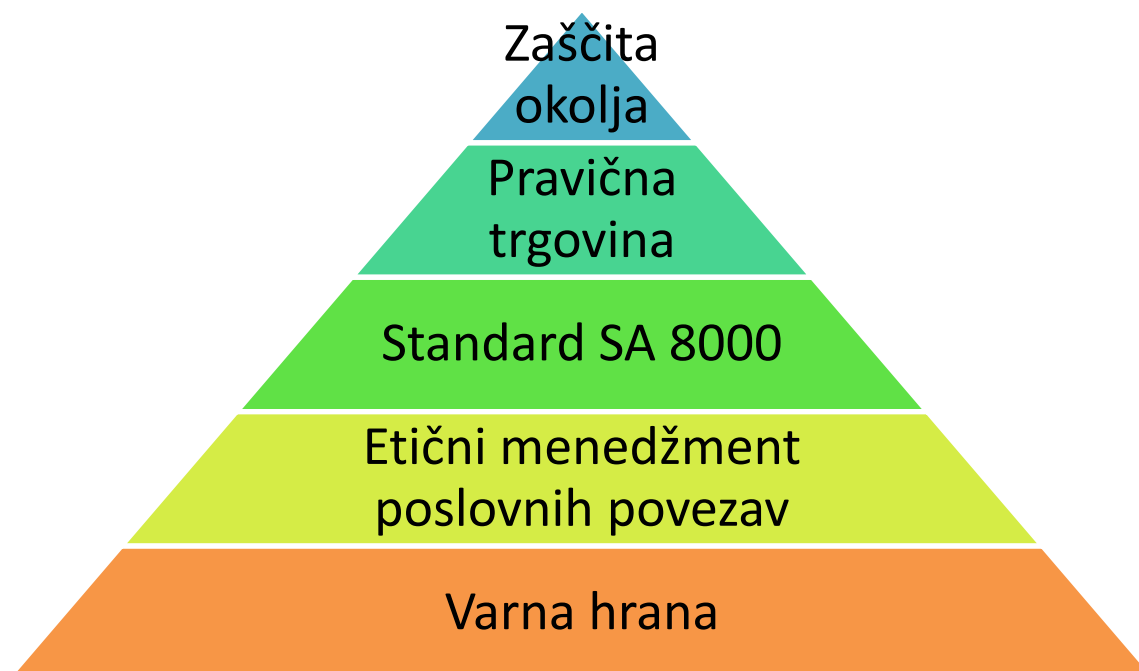 Zaščita
okolja
Pravična
trgovina
Standard SA 8000
Etični menedžment
poslovnih povezav
Varna hrana